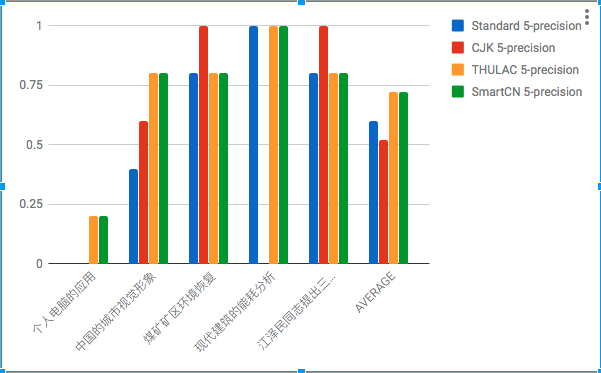 1
0.75
0.5
0.25
0
Standard 5-precision
CJK 5-precision
THULAC 5-precision
SmartCN 5-precision
个人电脑的应用
中国的城市视觉形象
煤矿矿区环境恢复
现代建筑的能耗分析
江泽民同志提出三...
AVERAGE